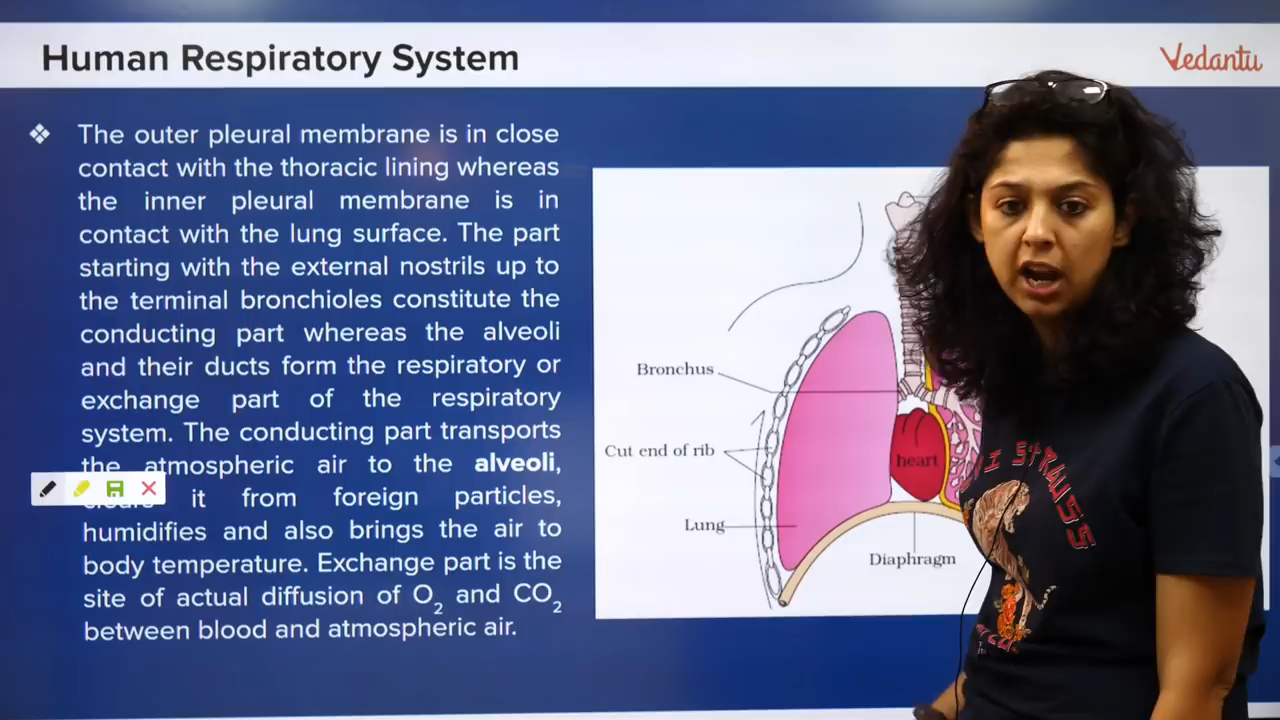 Human Respiratory System
Vedantu
❖ The outer pleural membrane is in close
contact with the thoracic lining whereas
the inner pleural membrane is in
contact with the lung surface. The part
starting with the external nostrils up to
the terminal bronchioles constitute the
conducting part whereas the alveoli
and their ducts form the respiratory or
exchange part of the respiratory
system. The conducting part transports
the atmospheric air to the alveoli,
it from foreign particles,
humidifies and also brings the air to
body temperature. Exchange part is the
site of actual diffusion of O₂ and CO₂
between blood and atmospheric air.
Bronchus
Cut end of rib
heart
Lung
Diaphragm
STRAUSS